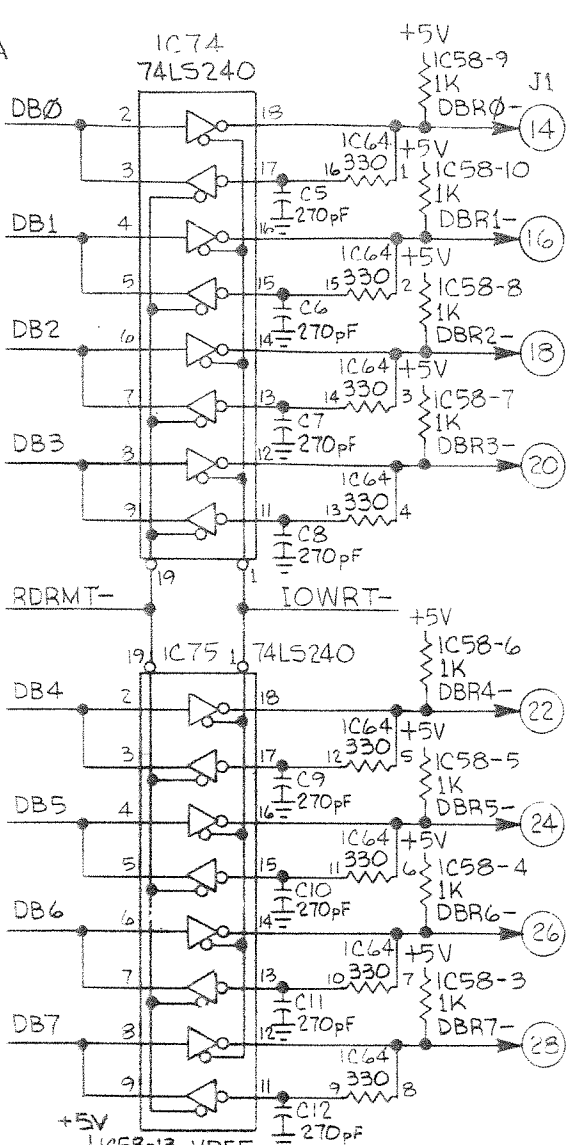 A
IC74
74LS240
+5V
IC58-9
1K
J1
DBØ
2
18
DBRØ-
14
3
17
16
IC64
330
1
+5V
IC58-10
1K
C5
270pF
DB1
4
16
DBR1-
16
5
15
15
IC64
330
2
+5V
IC58-8
1K
C6
270pF
DB2
6
14
DBR2-
18
7
13
14
IC64
330
3
+5V
IC58-7
1K
C7
270pF
DB3
12
DBR3-
20
9
11
13
IC64
330
4
C8
270pF
19
1
RDRMT-
IOWRT-
19
IC75
1
74LS240
+5V
IC58-6
1K
DB4
2
18
DBR4-
22
3
17
12
IC64
330
5
+5V
IC58-5
1K
C9
270pF
DB5
4
16
DBR5-
24
5
15
11
IC64
330
6
+5V
IC58-4
1K
C10
270pF
DB6
6
14
DBR6-
26
7
13
10
IC64
330
7
+5V
IC58-3
1K
C11
270pF
DB7
8
12
DBR7-
28
9
11
9
IC64
330
8
C12
270pF
+5V